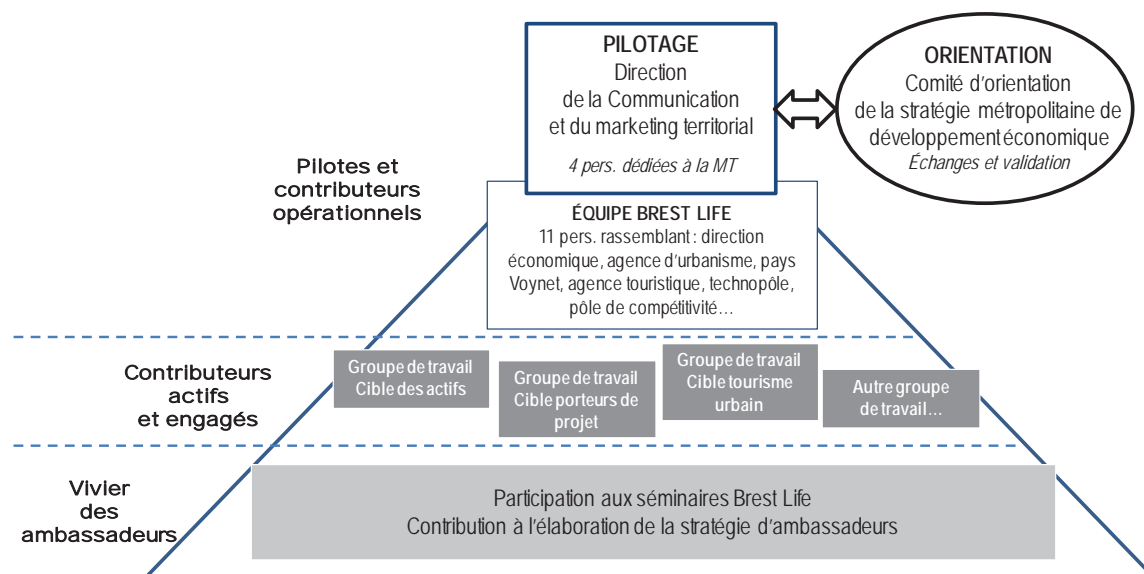 PILOTAGE
Direction
de la Communication
et du marketing territorial
4 pers. dédiées à la MT
ORIENTATION
Comité d'orientation
de la stratégie métropolitaine de
développement économique
Échanges et validation
Pilotes et
contributeurs
opérationnels
ÉQUIPE BREST LIFE
11 pers. rassemblant : direction
économique, agence d'urbanisme, pays
Voynet, agence touristique, technopôle,
pôle de compétitivité…
Contributeurs
actifs
et engagés
Groupe de travail
Cible des actifs
Groupe de travail
Cible porteurs de
projet
Groupe de travail
Cible tourisme
urbain
Autre groupe
de travail…
Vivier
des
ambassadeurs
Participation aux séminaires Brest Life
Contribution à l'élaboration de la stratégie d'ambassadeurs